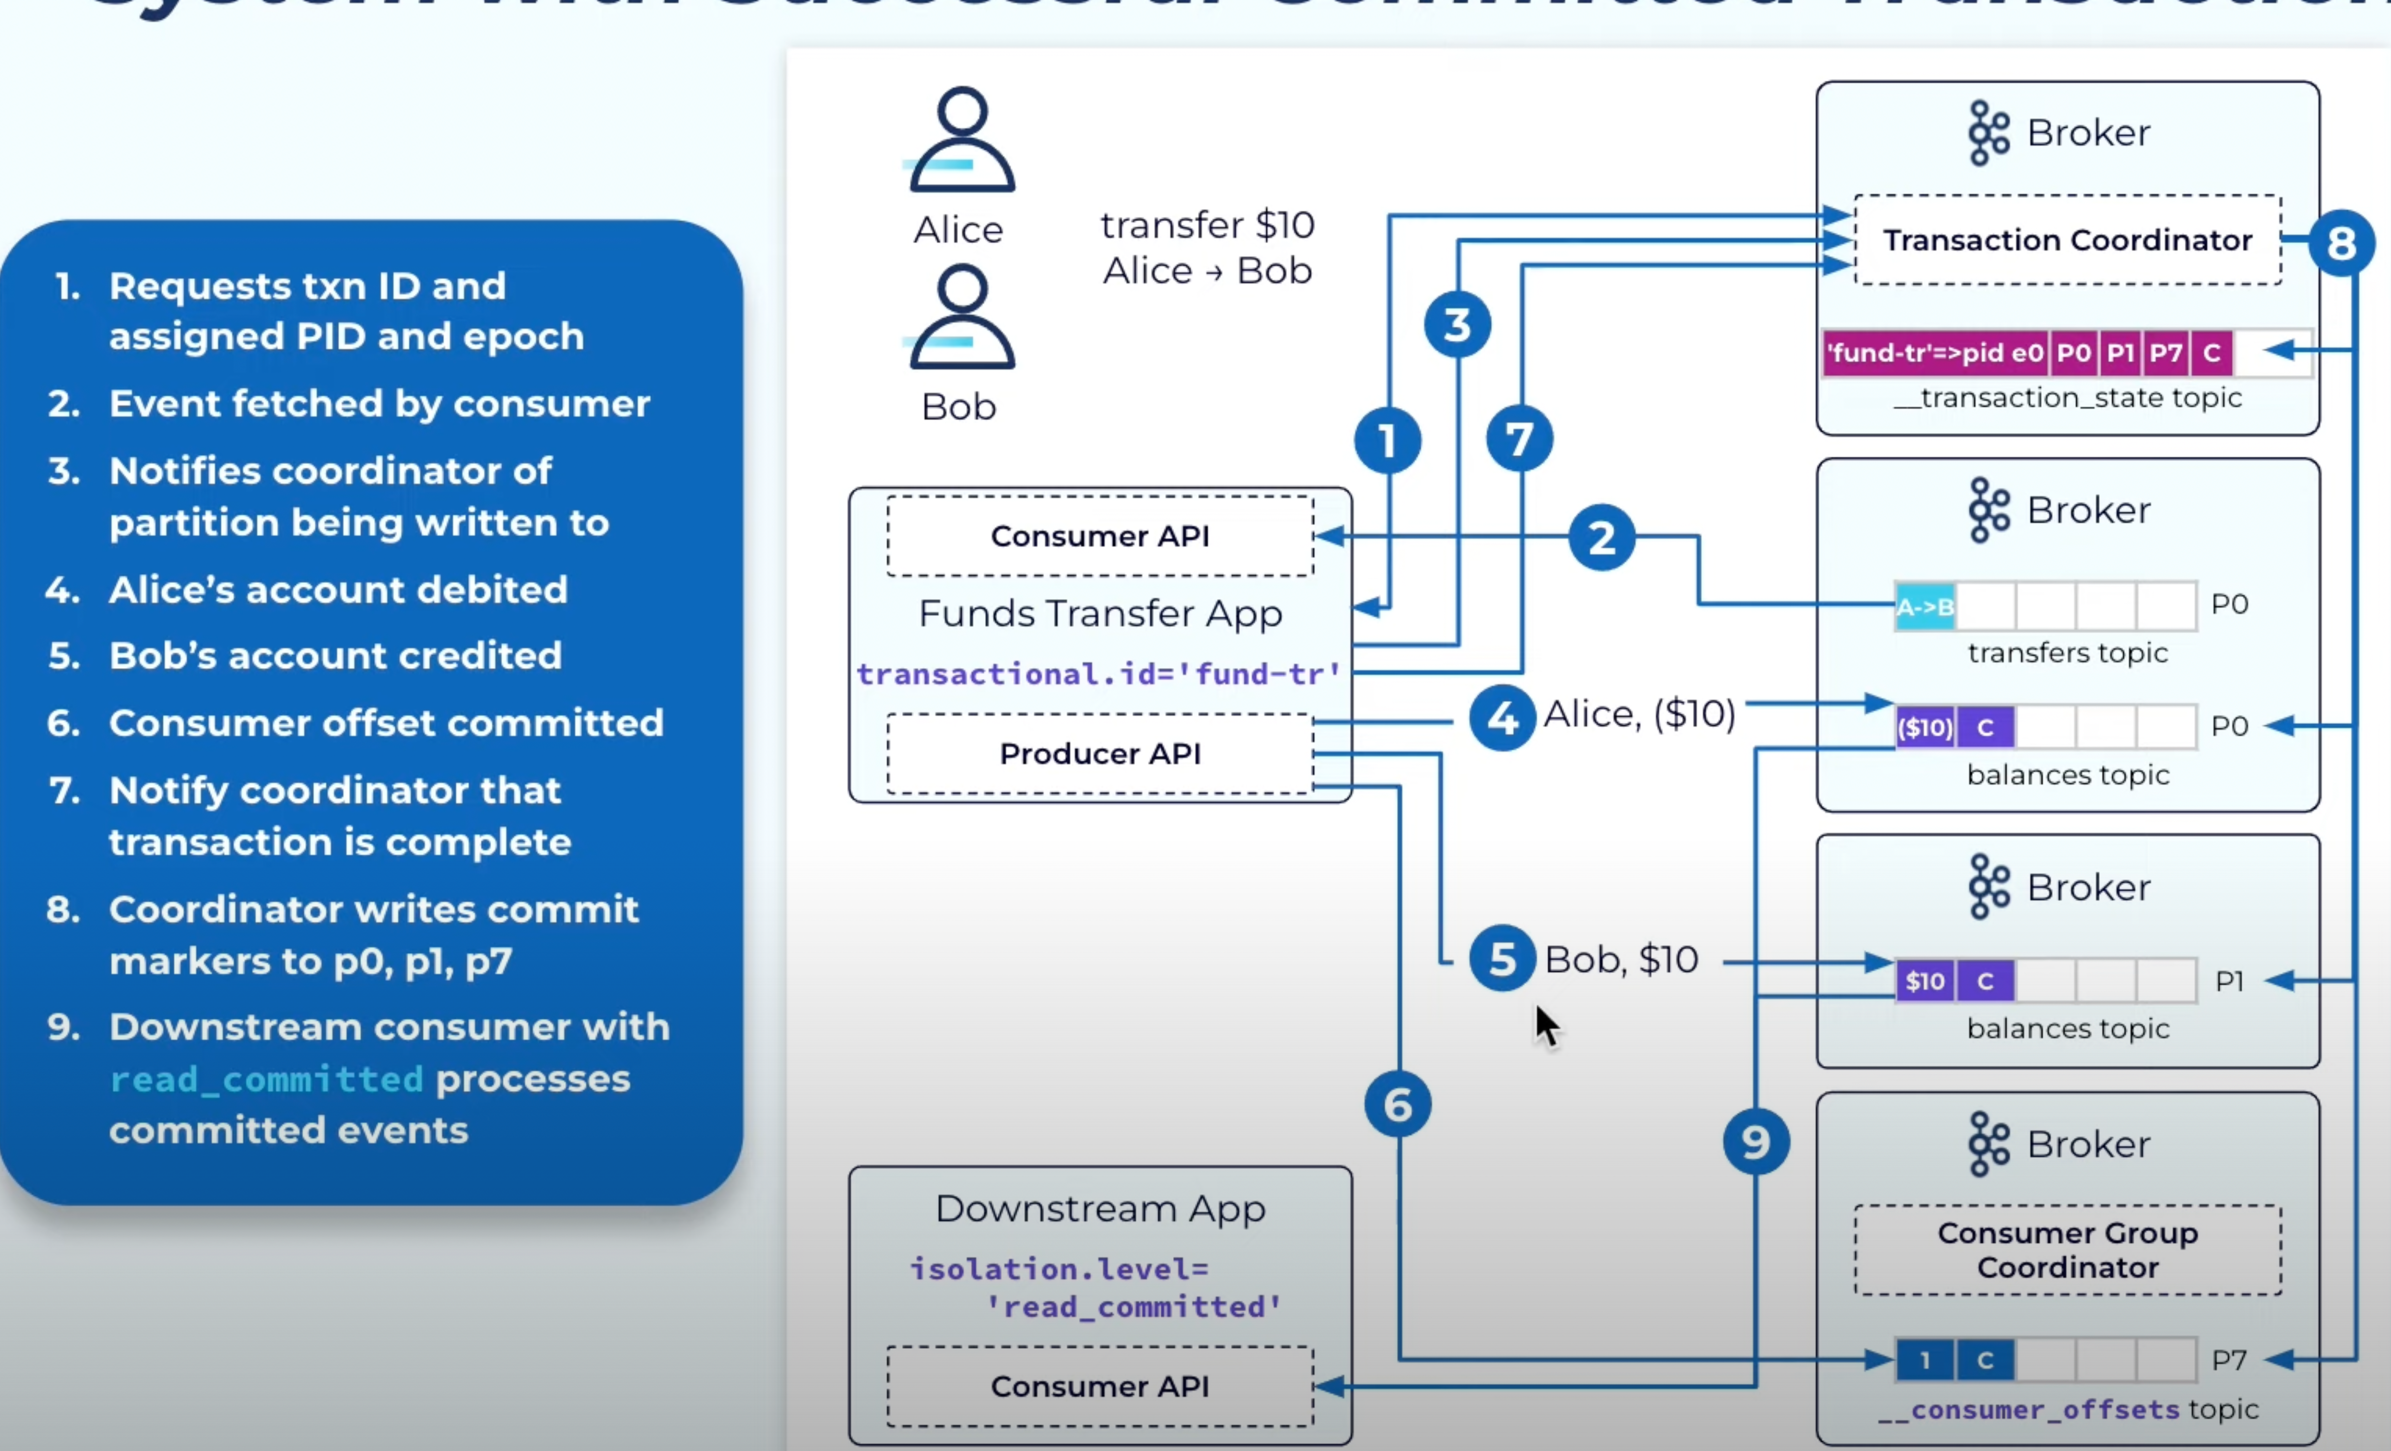 System with Successful Committed Transaction
1. Requests txn ID and
assigned PID and epoch
2. Event fetched by consumer
3. Notifies coordinator of
partition being written to
4. Alice's account debited
5. Bob's account credited
6. Consumer offset committed
7. Notify coordinator that
transaction is complete
8. Coordinator writes commit
markers to p0, p1, p7
9. Downstream consumer with
read_committed processes
committed events
Alice
transfer $10
Alice → Bob
Bob
Broker
Transaction Coordinator
8
'fund-tr'=>pid e0 P0 P1 P7 C
__transaction_state topic
3
1
7
Consumer API
2
Funds Transfer App
transactional.id='fund-tr'
Producer API
Broker
A->B P0
transfers topic
4 Alice, ($10)
($10) C P0
balances topic
Broker
5 Bob, $10
$10 C P1
balances topic
6
9
Downstream App
isolation.level=
'read_committed'
Consumer API
Broker
Consumer Group
Coordinator
1 C P7
__consumer_offsets topic